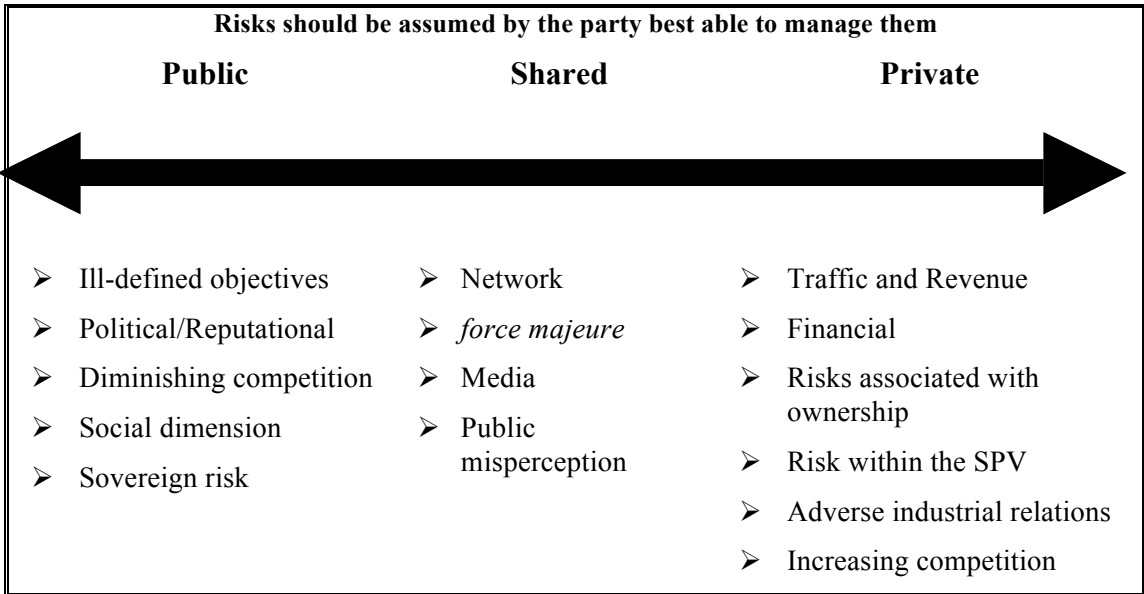 Risks should be assumed by the party best able to manage them
Public
Shared
Private
➢ Ill-defined objectives
➢ Political/Reputational
➢ Diminishing competition
➢ Social dimension
➢ Sovereign risk
➢ Network
➢ force majeure
➢ Media
➢ Public
misperception
➢ Traffic and Revenue
➢ Financial
➢ Risks associated with
ownership
➢ Risk within the SPV
➢ Adverse industrial relations
➢ Increasing competition